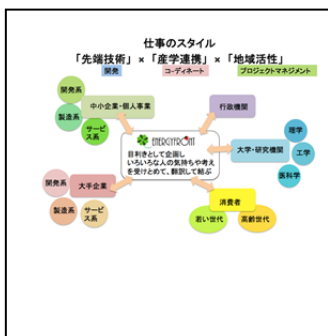 仕事のスタイル
「先端技術」×「産学連携」×「地域活性」
開発 コーディネート プロジェクトマネジメント
開発系
中小企業・個人事業
製造系
サービス系
行政機関
理学
大学・研究機関
工学
医科学
ENERGYFRONT
目利きとして企画し
いろいろな人の気持ちや考え
を受けとめて、翻訳して結ぶ
開発系
大手企業
製造系
サービス系
消費者
若い世代
高齢世代